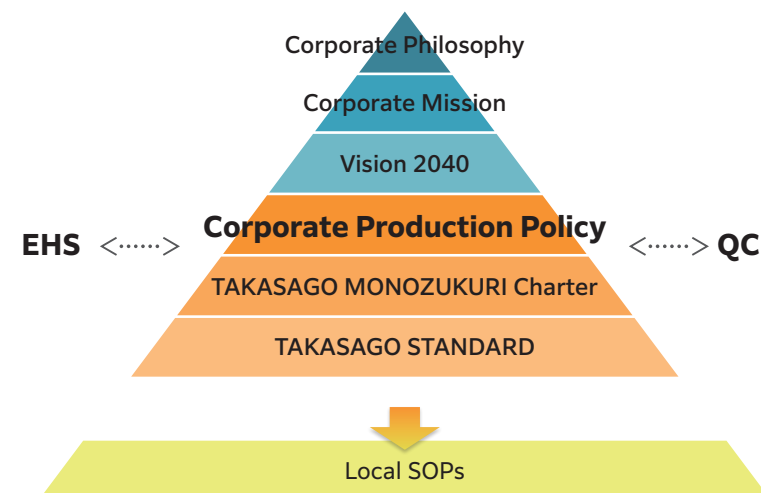 Corporate Philosophy
Corporate Mission
Vision 2040
EHS <······> Corporate Production Policy <······> QC
TAKASAGO MONOZUKURI Charter
TAKASAGO STANDARD
Local SOPs